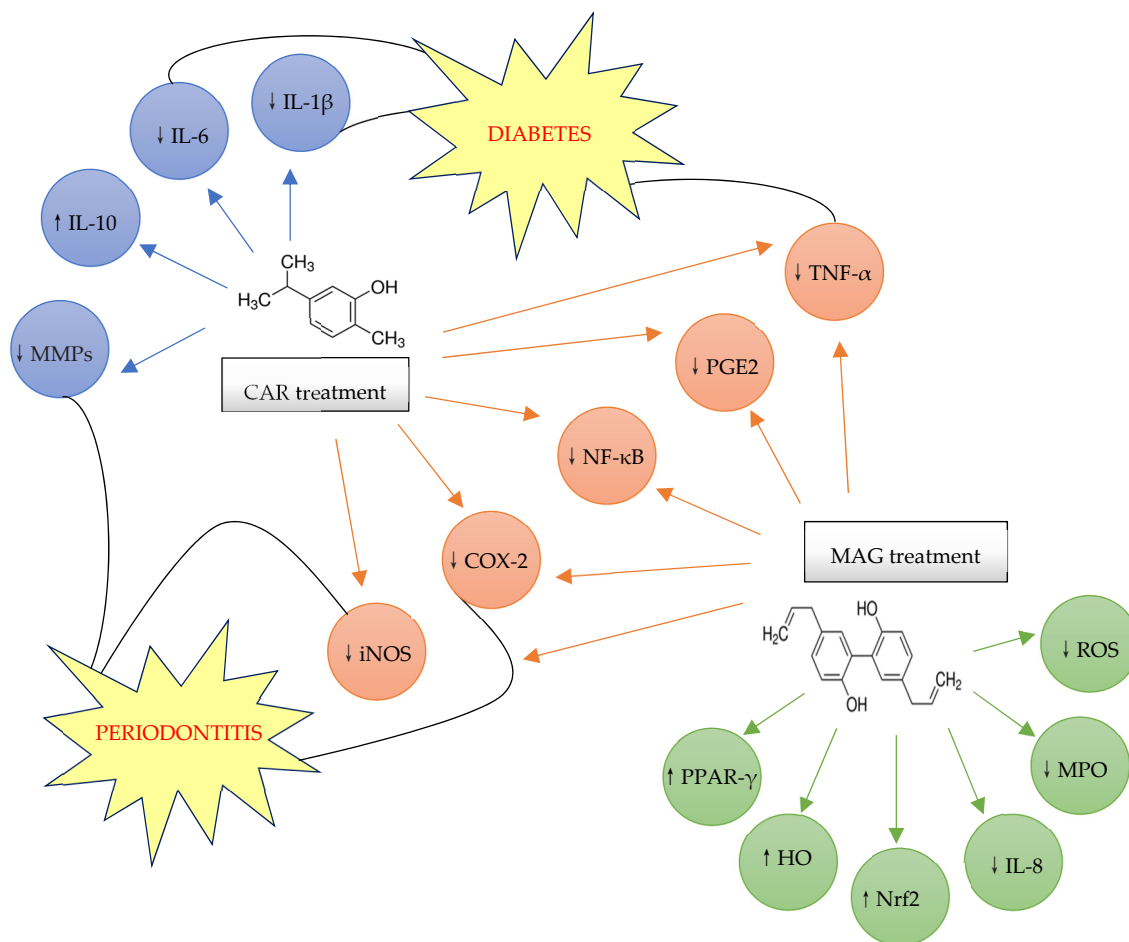 ↓ IL-1β
↓ IL-6
DIABETES
↑ IL-10
↓ TNF-α
CH₃
H₃C
OH
CH₃
↓ MMPs
↓ PGE2
CAR treatment
↓ NF-κB
↓ COX-2
MAG treatment
HO
H₂C
↓ iNOS
↓ ROS
CH₂
OH
PERIODONTITIS
↑ PPAR-γ
↓ MPO
↑ HO
↓ IL-8
↑ Nrf2